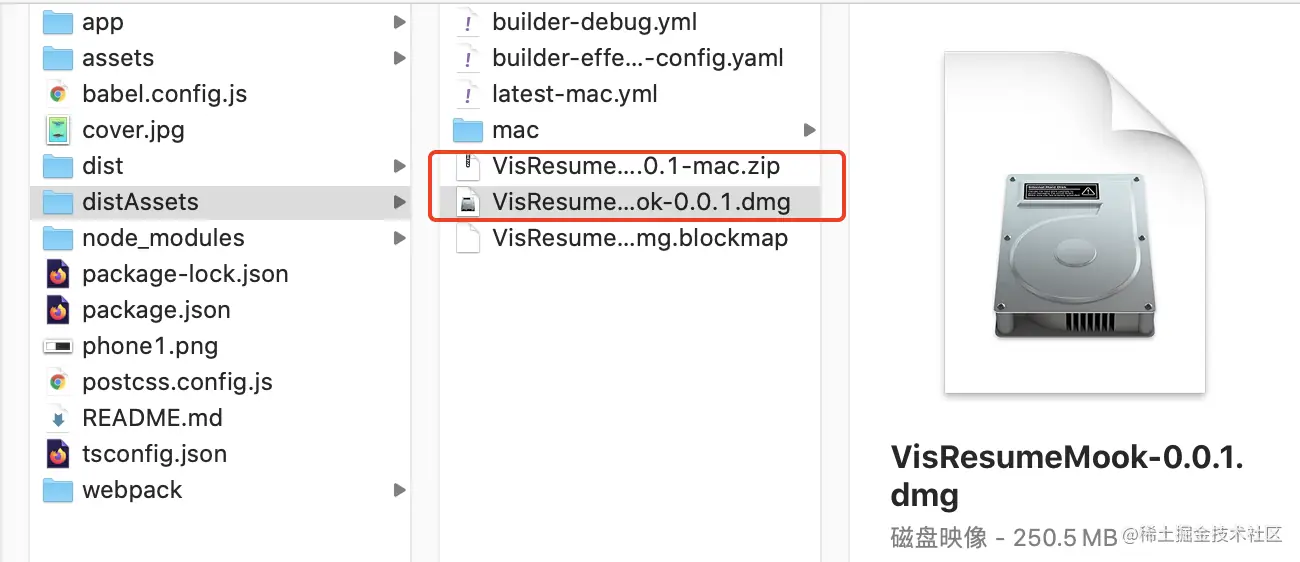 app
assets
babel.config.js
cover.jpg
dist
distAssets
node_modules
package-lock.json
package.json
phone1.png
postcss.config.js
README.md
tsconfig.json
webpack
builder-debug.yml
builder-effe...-config.yaml
latest-mac.yml
mac
VisResume....0.1-mac.zip
VisResume...ok-0.0.1.dmg
VisResume...mg.blockmap
VisResumeMook-0.0.1.
dmg
磁盘映像 - 250.5 MB
@稀土掘金技术社区